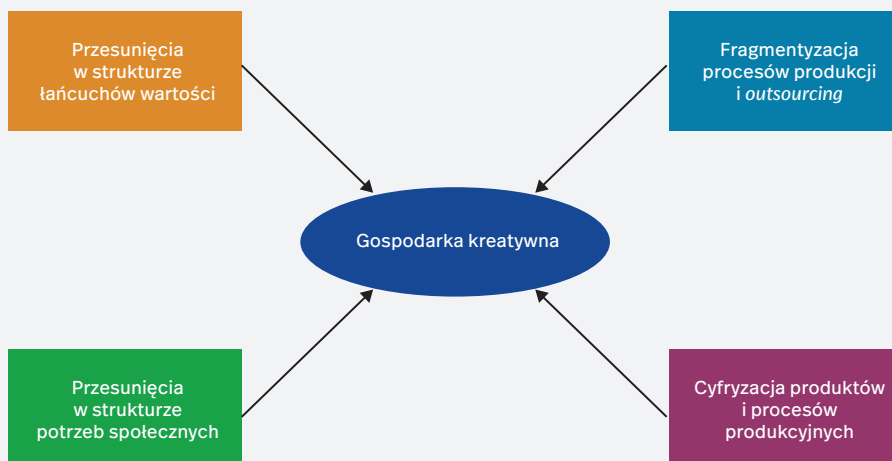 Przesunięcia
w strukturze
łańcuchów wartości
Fragmentyzacja
procesów produkcji
i outsourcing
Gospodarka kreatywna
Przesunięcia
w strukturze
potrzeb społecznych
Cyfryzacja produktów
i procesów
produkcyjnych